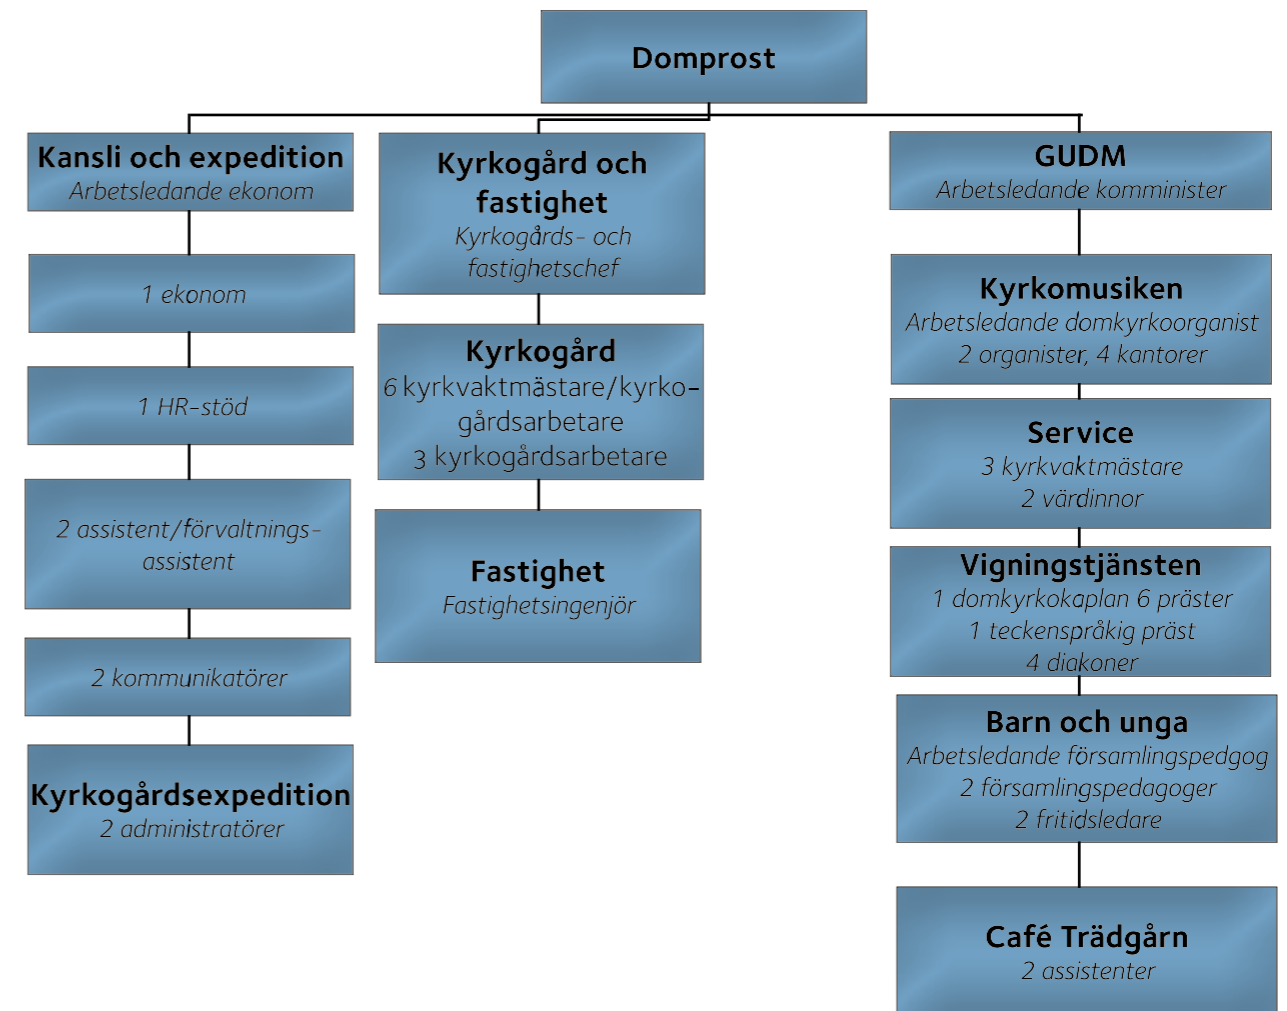 Domprost
Kansli och expedition
Arbetsledande ekonom
1 ekonom
1 HR-stöd
2 assistent/förvaltnings-
assistent
2 kommunikatörer
Kyrkogårdsexpedition
2 administratörer
Kyrkogård och
fastighet
Kyrkogårds- och
fastighetschef
Kyrkogård
6 kyrkvaktmästare/kyrko-
gårdsarbetare
3 kyrkogårdsarbetare
Fastighet
Fastighetsingenjör
GUDM
Arbetsledande komminister
Kyrkomusiken
Arbetsledande domkyrkoorganist
2 organister, 4 kantorer
Service
3 kyrkvaktmästare
2 värdinnor
Vigningstjänsten
1 domkyrkokaplan 6 präster
1 teckenspråkig präst
4 diakoner
Barn och unga
Arbetsledande församlingspedgog
2 församlingspedagoger
2 fritidsledare
Café Trädgårn
2 assistenter